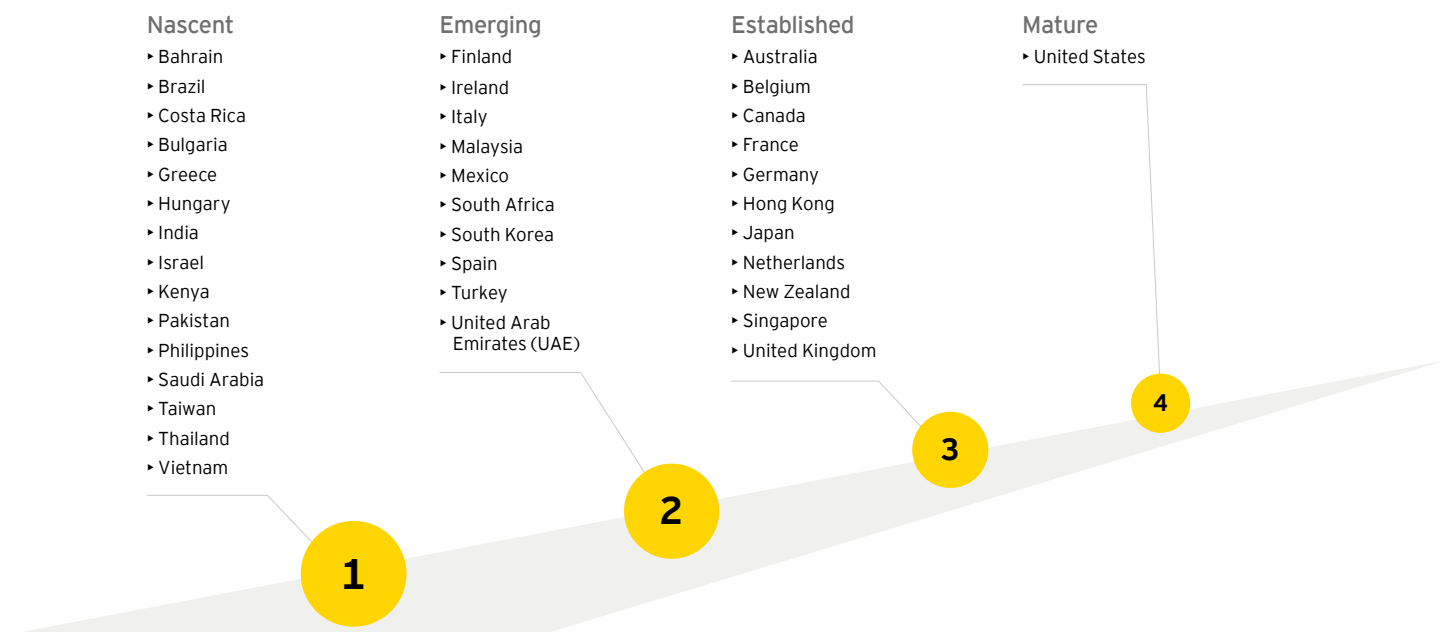 Nascent
‣ Bahrain
‣ Brazil
‣ Costa Rica
‣ Bulgaria
‣ Greece
‣ Hungary
‣ India
‣ Israel
‣ Kenya
‣ Pakistan
‣ Philippines
‣ Saudi Arabia
‣ Taiwan
‣ Thailand
‣ Vietnam
1
Emerging
‣ Finland
‣ Ireland
‣ Italy
‣ Malaysia
‣ Mexico
‣ South Africa
‣ South Korea
‣ Spain
‣ Turkey
‣ United Arab
Emirates (UAE)
2
Established
‣ Australia
‣ Belgium
‣ Canada
‣ France
‣ Germany
‣ Hong Kong
‣ Japan
‣ Netherlands
‣ New Zealand
‣ Singapore
‣ United Kingdom
3
Mature
‣ United States
4